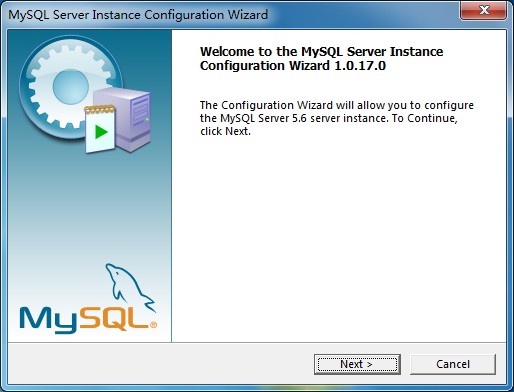 MySQL Server Instance Configuration Wizard
Welcome to the MySQL Server Instance
Configuration Wizard 1.0.17.0
The Configuration Wizard will allow you to configure
the MySQL Server 5.6 server instance. To Continue,
click Next.
MySQL®
Next >
Cancel